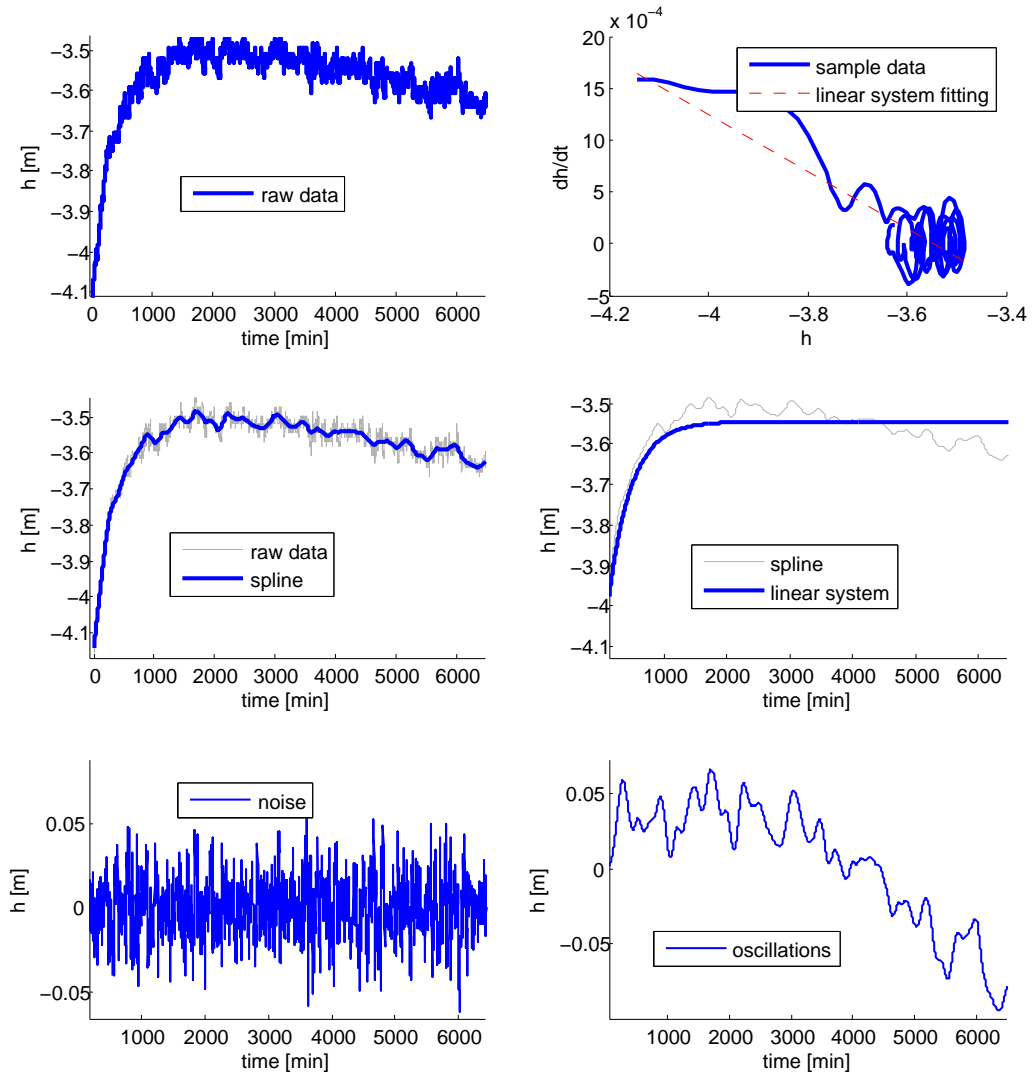 −3.5
−3.6
−3.7
−3.8
−3.9
−4
−4.1
h [m]
raw data
0 1000 2000 3000 4000 5000 6000
time [min]
x 10−4
20
15
10
5
0
−5
dh/dt
sample data
linear system fitting
−4.2 −4 −3.8 −3.6 −3.4
h
−3.5
−3.6
−3.7
−3.8
−3.9
−4
−4.1
h [m]
raw data
spline
0 1000 2000 3000 4000 5000 6000
time [min]
−3.5
−3.6
−3.7
−3.8
−3.9
−4
−4.1
h [m]
spline
linear system
1000 2000 3000 4000 5000 6000
time [min]
noise
0.05
0
−0.05
h [m]
1000 2000 3000 4000 5000 6000
time [min]
0.05
0
−0.05
h [m]
oscillations
1000 2000 3000 4000 5000 6000
time [min]